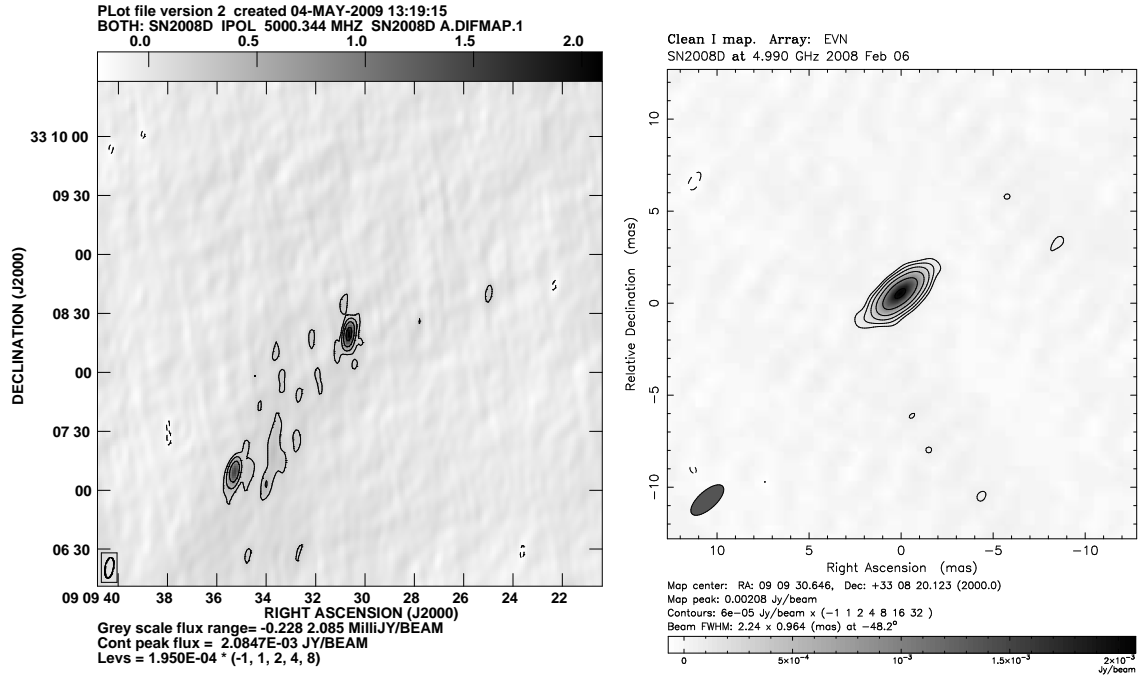 PLot file version 2  created 04-MAY-2009 13:19:15
BOTH: SN2008D  IPOL  5000.344 MHZ  SN2008D A.DIFMAP.1
0.0 0.5 1.0 1.5 2.0
33 10 00
09 30
00
08 30
00
07 30
00
06 30
DECLINATION (J2000)
09 09 40 38 36 34 32 30 28 26 24 22
RIGHT ASCENSION (J2000)
Grey scale flux range= -0.228 2.085 MilliJY/BEAM
Cont peak flux =  2.0847E-03 JY/BEAM
Levs = 1.950E-04 * (-1, 1, 2, 4, 8)
Clean I map.  Array:  EVN
SN2008D at 4.990 GHz 2008 Feb 06
10
5
0
−5
−10
Relative Declination  (mas)
10 5 0 −5 −10
Right Ascension  (mas)
Map center:  RA: 09 09 30.646,  Dec: +33 08 20.123 (2000.0)
Map peak: 0.00208 Jy/beam
Contours: 6e−05 Jy/beam x (−1 1 2 4 8 16 32 )
Beam FWHM: 2.24 x 0.964 (mas) at −48.2°
0 5×10⁻⁴ 10⁻³ 1.5×10⁻³ 2×10⁻³
Jy/beam